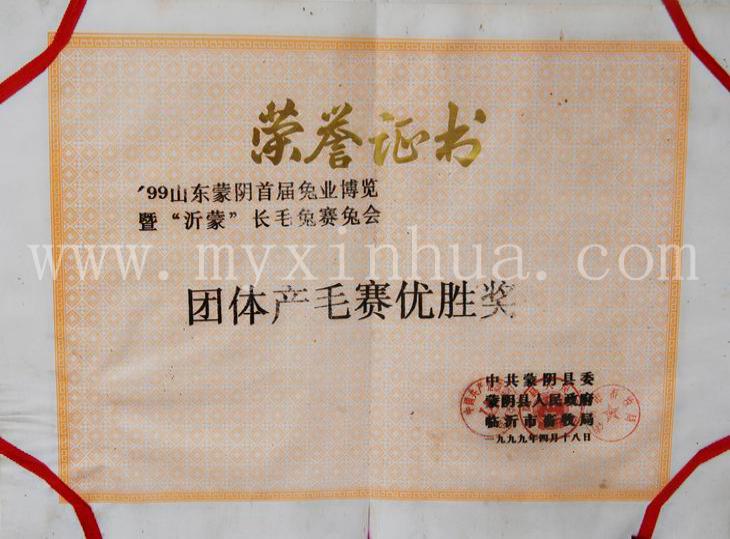 荣誉证书
'99山东蒙阴首届兔业博览
暨“沂蒙”长毛兔赛兔会
www.myxinhua.com
团体产毛赛优胜奖
中共蒙阴县委
蒙阴县人民政府
临沂市畜牧局
一九九九年四月十八日